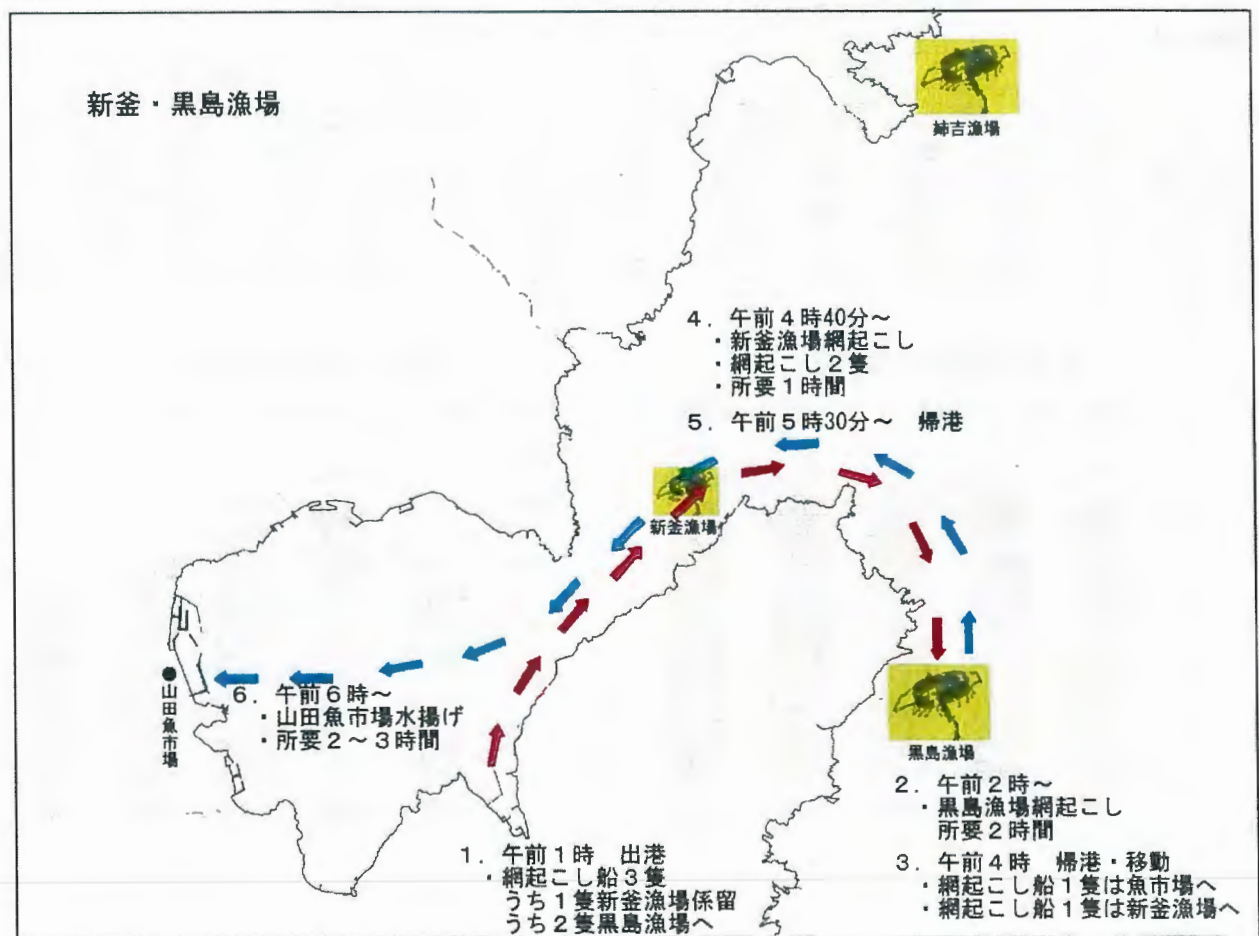 新釜・黒島漁場
姉吉漁場
4．午前4時40分～
・新釜漁場網起こし
・網起こし2隻
・所要1時間
5．午前5時30分～　帰港
新釜漁場
●山田魚市場
6．午前6時～
・山田魚市場水揚げ
・所要2～3時間
黒島漁場
2．午前2時～
・黒島漁場網起こし
所要2時間
1．午前1時　出港
・網起こし船3隻
うち1隻新釜漁場係留
うち2隻黒島漁場へ
3．午前4時　帰港・移動
・網起こし船1隻は魚市場へ
・網起こし船1隻は新釜漁場へ